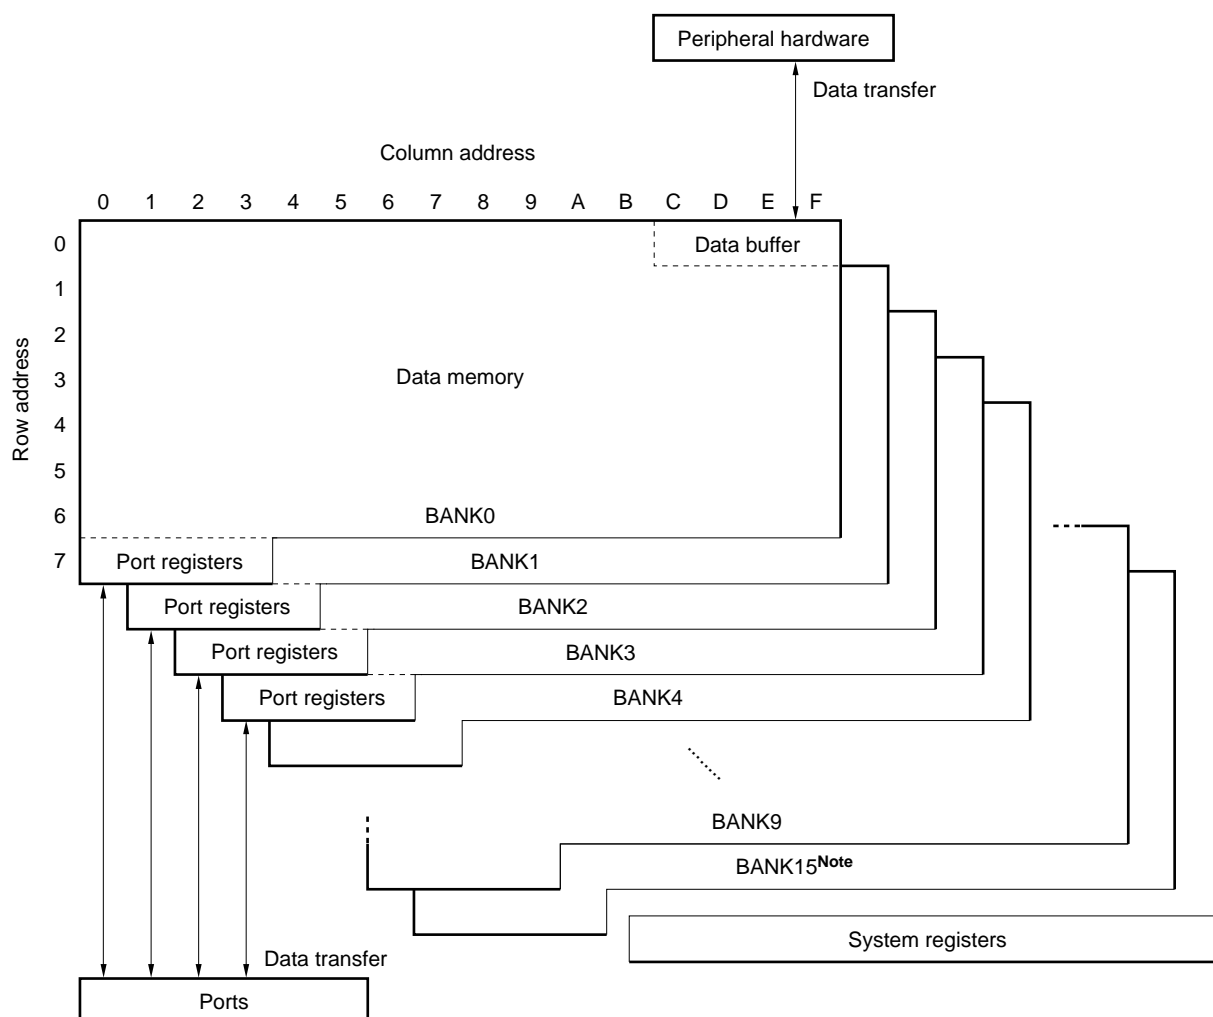 Peripheral hardware
Data transfer
Column address
0 1 2 3 4 5 6 7 8 9 A B C D E F
Row address
0
Data buffer
1
2
3
Data memory
4
5
6
BANK0
7
Port registers
BANK1
Port registers
BANK2
Port registers
BANK3
Port registers
BANK4
BANK9
BANK15Note
System registers
Data transfer
Ports